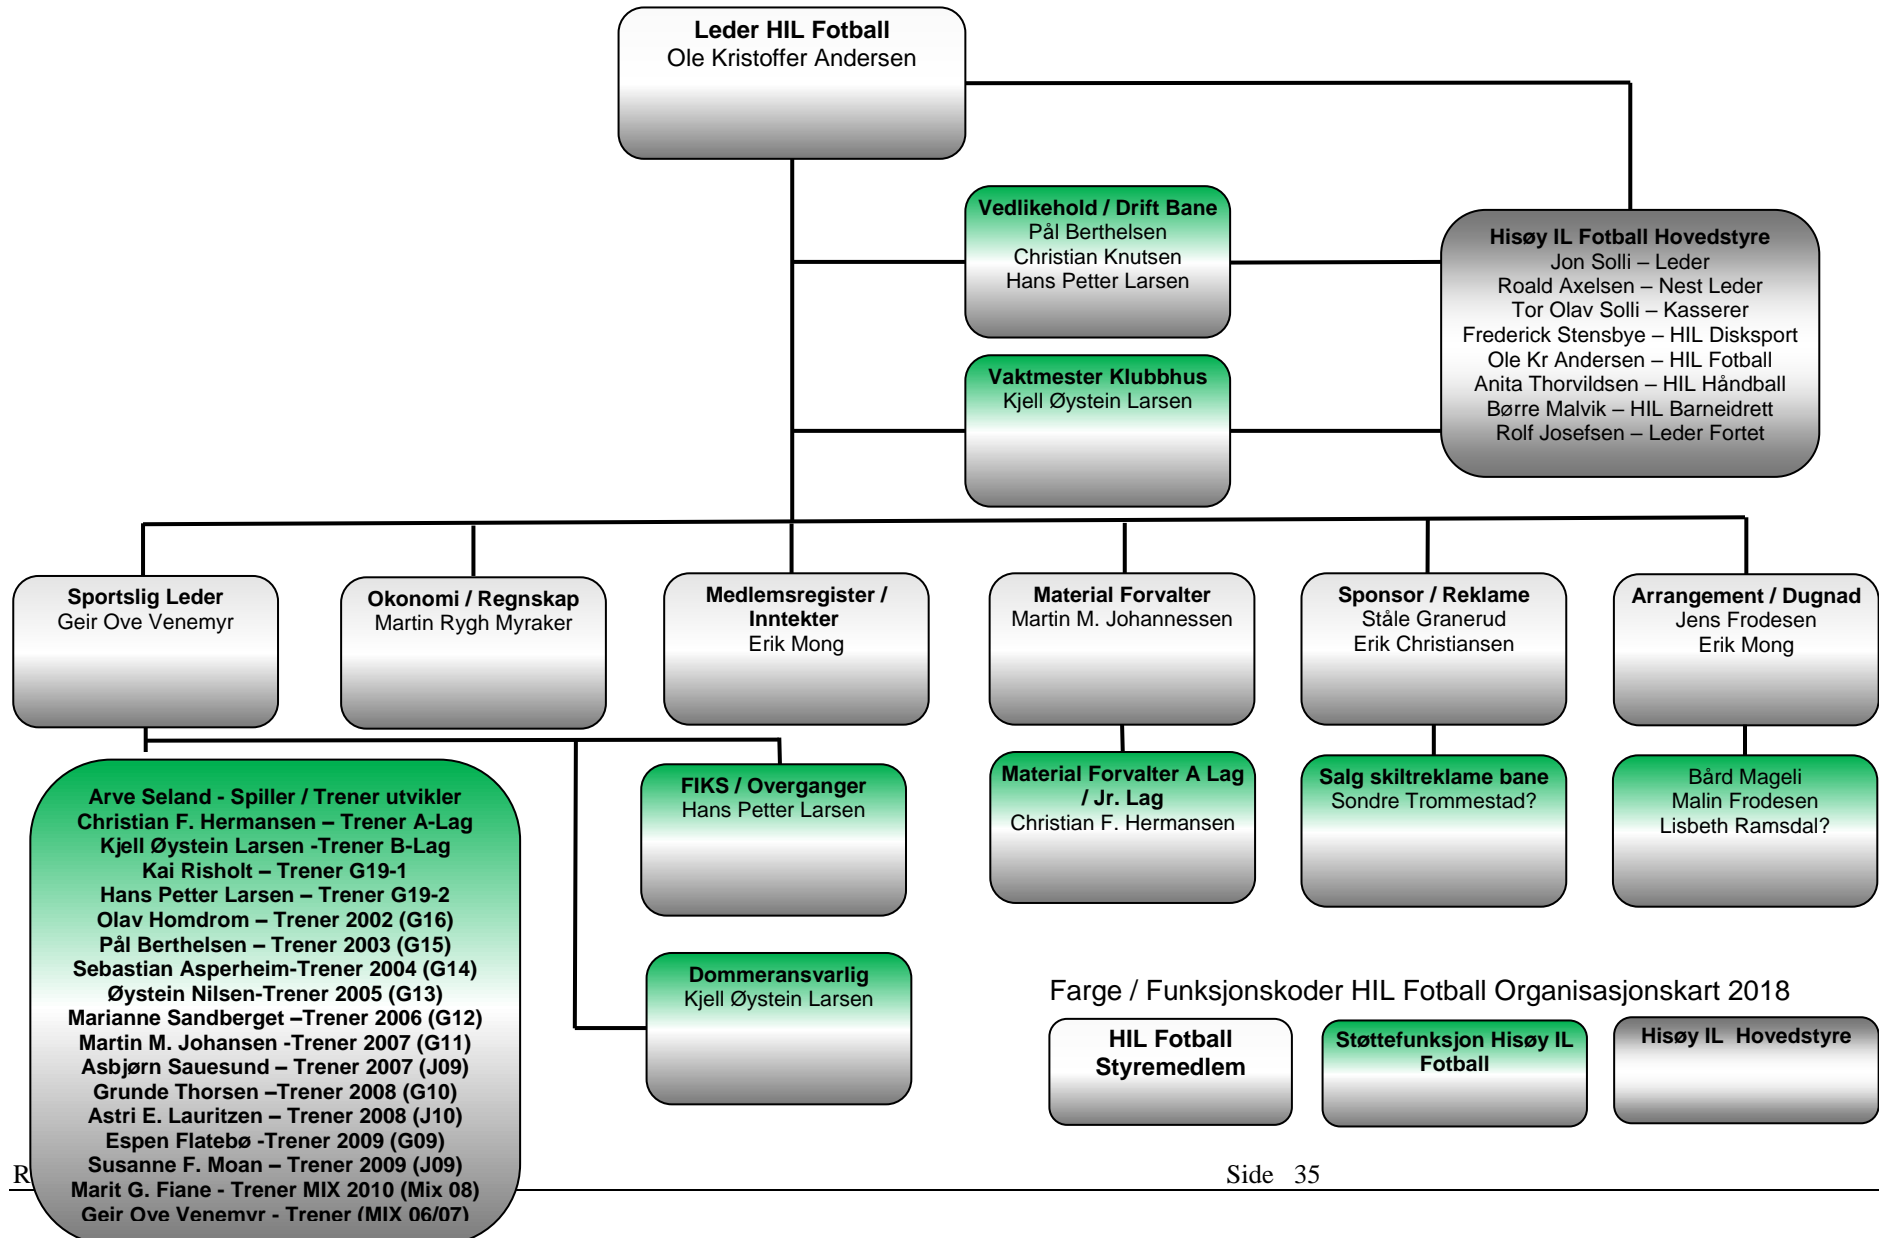 Leder HIL Fotball
Ole Kristoffer Andersen
Vedlikehold / Drift Bane
Pål Berthelsen
Christian Knutsen
Hans Petter Larsen
Hisøy IL Fotball Hovedstyre
Jon Solli – Leder
Roald Axelsen – Nest Leder
Tor Olav Solli – Kasserer
Frederick Stensbye – HIL Disksport
Ole Kr Andersen – HIL Fotball
Anita Thorvildsen – HIL Håndball
Børre Malvik – HIL Barneidrett
Rolf Josefsen – Leder Fortet
Vaktmester Klubbhus
Kjell Øystein Larsen
Sportslig Leder
Geir Ove Venemyr
Okonomi / Regnskap
Martin Rygh Myraker
Medlemsregister /
Inntekter
Erik Mong
Material Forvalter
Martin M. Johannessen
Sponsor / Reklame
Ståle Granerud
Erik Christiansen
Arrangement / Dugnad
Jens Frodesen
Erik Mong
Arve Seland - Spiller / Trener utvikler
Christian F. Hermansen – Trener A-Lag
Kjell Øystein Larsen -Trener B-Lag
Kai Risholt – Trener G19-1
Hans Petter Larsen – Trener G19-2
Olav Homdrom – Trener 2002 (G16)
Pål Berthelsen – Trener 2003 (G15)
Sebastian Asperheim-Trener 2004 (G14)
Øystein Nilsen-Trener 2005 (G13)
Marianne Sandberget –Trener 2006 (G12)
Martin M. Johansen -Trener 2007 (G11)
Asbjørn Sauesund – Trener 2007 (J09)
Grunde Thorsen –Trener 2008 (G10)
Astri E. Lauritzen – Trener 2008 (J10)
Espen Flatebø -Trener 2009 (G09)
Susanne F. Moan – Trener 2009 (J09)
Marit G. Fiane - Trener MIX 2010 (Mix 08)
Geir Ove Venemyr - Trener (MIX 06/07)
FIKS / Overganger
Hans Petter Larsen
Dommeransvarlig
Kjell Øystein Larsen
Material Forvalter A Lag
/ Jr. Lag
Christian F. Hermansen
Salg skiltreklame bane
Sondre Trommestad?
Bård Mageli
Malin Frodesen
Lisbeth Ramsdal?
Farge / Funksjonskoder HIL Fotball Organisasjonskart 2018
HIL Fotball
Styremedlem
Støttefunksjon Hisøy IL
Fotball
Hisøy IL Hovedstyre
R
Side 35